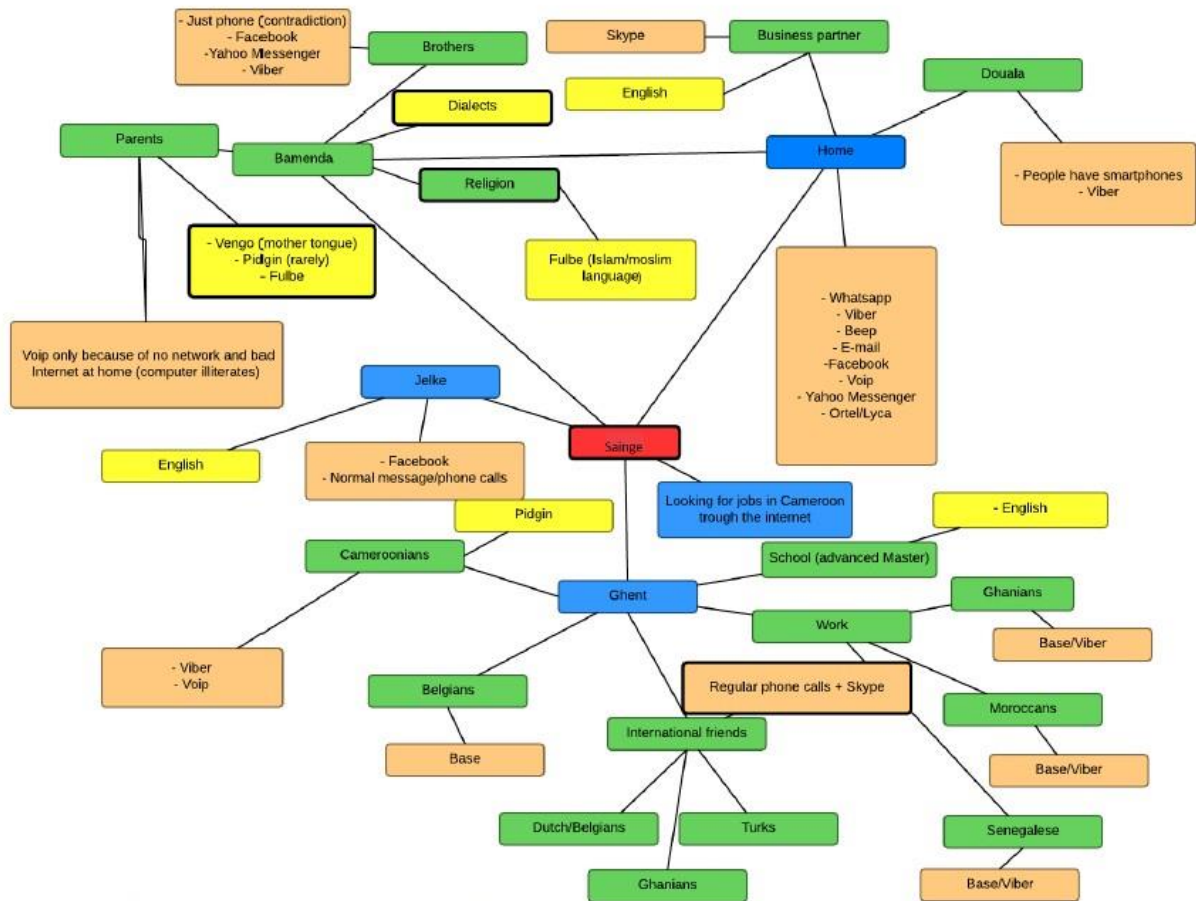 - Just phone (contradiction)
- Facebook
-Yahoo Messenger
- Viber
Brothers
Skype
Business partner
English
Douala
Dialects
Parents
Bamenda
Home
Religion
- People have smartphones
- Viber
- Vengo (mother tongue)
- Pidgin (rarely)
- Fulbe
Fulbe (Islam/moslim
language)
- Whatsapp
- Viber
- Beep
- E-mail
-Facebook
- Voip
- Yahoo Messenger
- Ortel/Lyca
Voip only because of no network and bad
Internet at home (computer illiterates)
Jelke
Sainge
English
- Facebook
- Normal message/phone calls
Looking for jobs in Cameroon
trough the internet
Pidgin
- English
Cameroonians
School (advanced Master)
Ghent
Ghanians
Work
Base/Viber
- Viber
- Voip
Belgians
Regular phone calls + Skype
Moroccans
International friends
Base
Base/Viber
Dutch/Belgians
Turks
Senegalese
Ghanians
Base/Viber